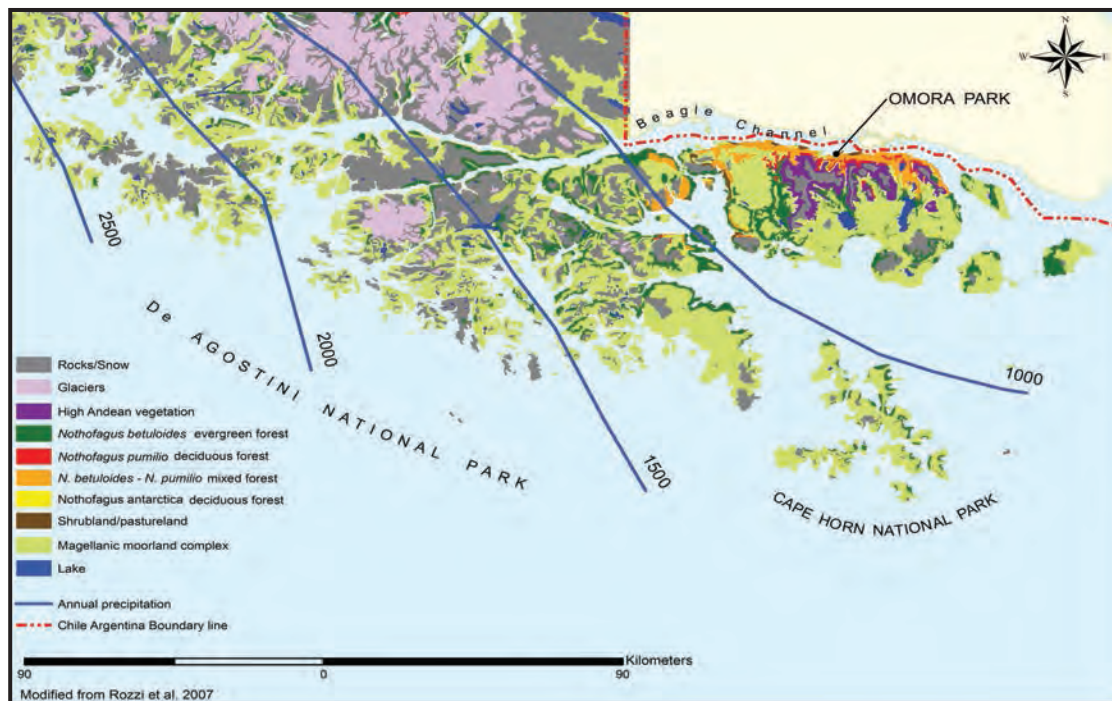 N
W E
S
OMORA PARK
Beagle Channel
2500
2000
1500
1000
De AGOSTINI NATIONAL PARK
CAPE HORN NATIONAL PARK
Rocks/Snow
Glaciers
High Andean vegetation
Nothofagus betuloides evergreen forest
Nothofagus pumilio deciduous forest
N. betuloides - N. pumilio mixed forest
Nothofagus antarctica deciduous forest
Shrubland/pastureland
Magellanic moorland complex
Lake
Annual precipitation
Chile Argentina Boundary line
Kilometers
90 0 90
Modified from Rozzi et al. 2007